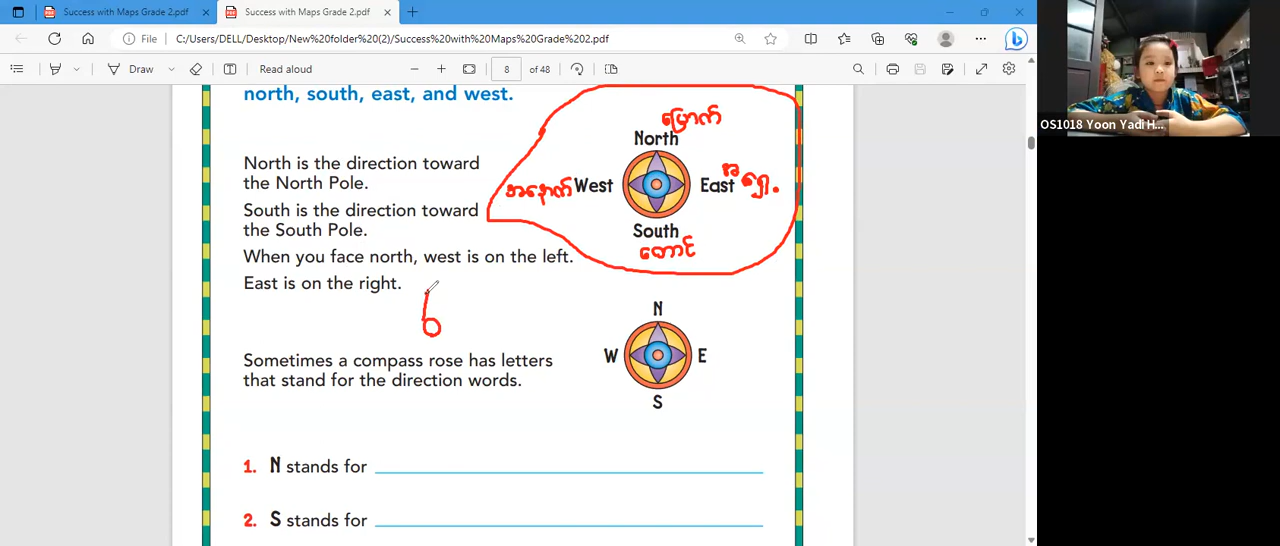 Success with Maps Grade 2.pdf
Success with Maps Grade 2.pdf
File
C:/Users/DELL/Desktop/New%20folder%20(2)/Success%20with%20Maps%20Grade%202.pdf
Draw
Read aloud
8
of 48
OS1018 Yoon Yadi H...
north, south, east, and west.
မြောက်
North
အနောက်
West
East
အရှေ့
South
တောင်
North is the direction toward
the North Pole.
South is the direction toward
the South Pole.
When you face north, west is on the left.
East is on the right.
Sometimes a compass rose has letters
that stand for the direction words.
N
W
E
S
1. N stands for
2. S stands for